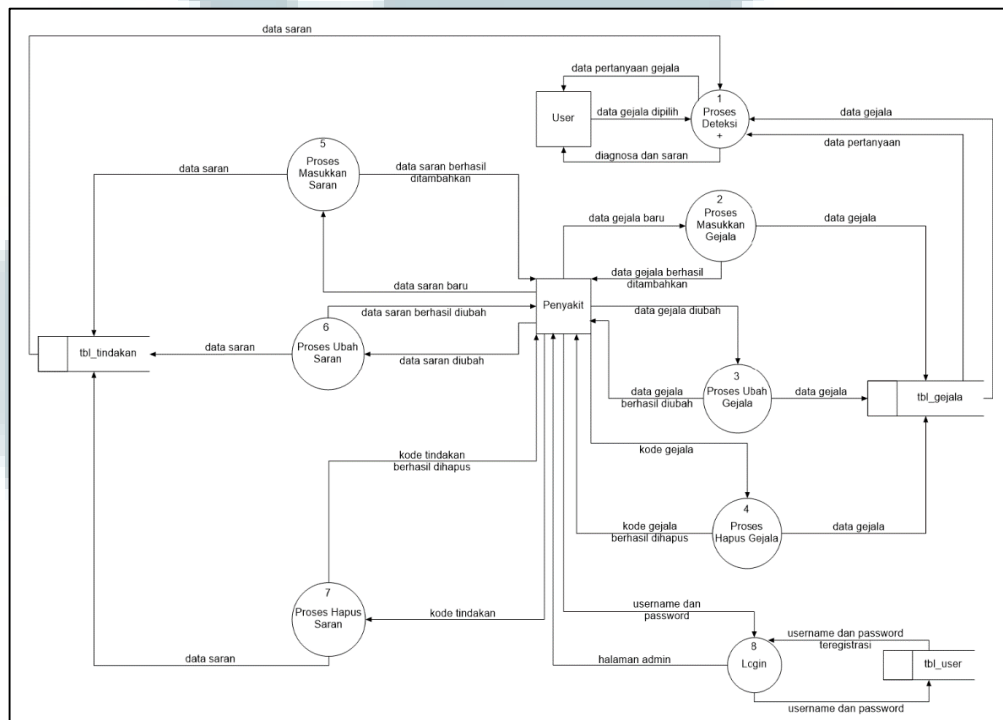 data saran
data pertanyaan gejala
User
data gejala dipilih
1
Proses
Deteksi
+
data gejala
data pertanyaan
diagnosa dan saran
5
Proses
Masukkan
Saran
data saran
data saran berhasil
ditambahkan
2
Proses
Masukkan
Gejala
data gejala baru
data gejala
data gejala berhasil
ditambahkan
data saran baru
Penyakit
data saran berhasil diubah
data gejala diubah
6
Proses Ubah
Saran
tbl_tindakan
data saran
data saran diubah
3
Proses Ubah
Gejala
data gejala
berhasil diubah
data gejala
tbl_gejala
kode tindakan
berhasil dihapus
kode gejala
4
Proses
Hapus Gejala
kode gejala
berhasil dihapus
data gejala
7
Proses Hapus
Saran
kode tindakan
data saran
username dan
password
8
Login
halaman admin
username dan password
teregistrasi
tbl_user
username dan password